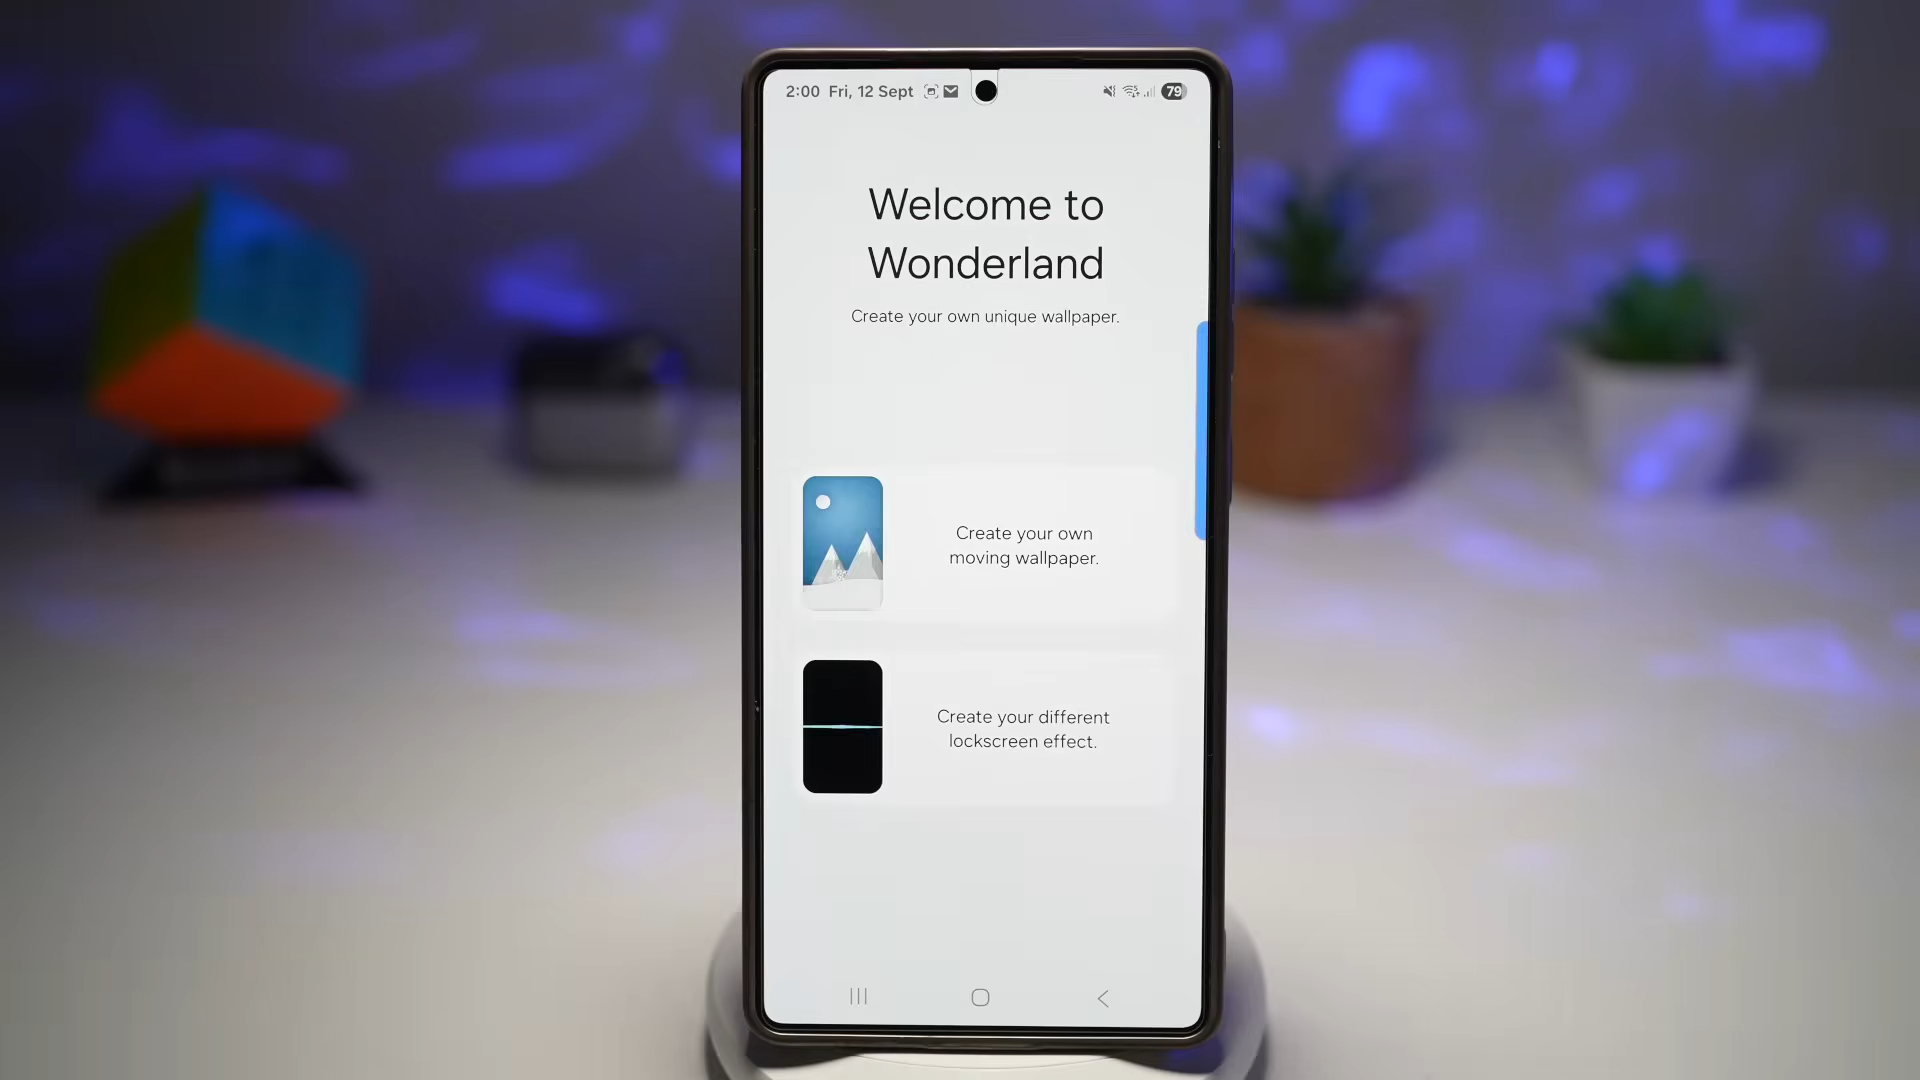 2:00 Fri, 12 Sept
79
Welcome to
Wonderland
Create your own unique wallpaper.
Create your own
moving wallpaper.
Create your different
lockscreen effect.